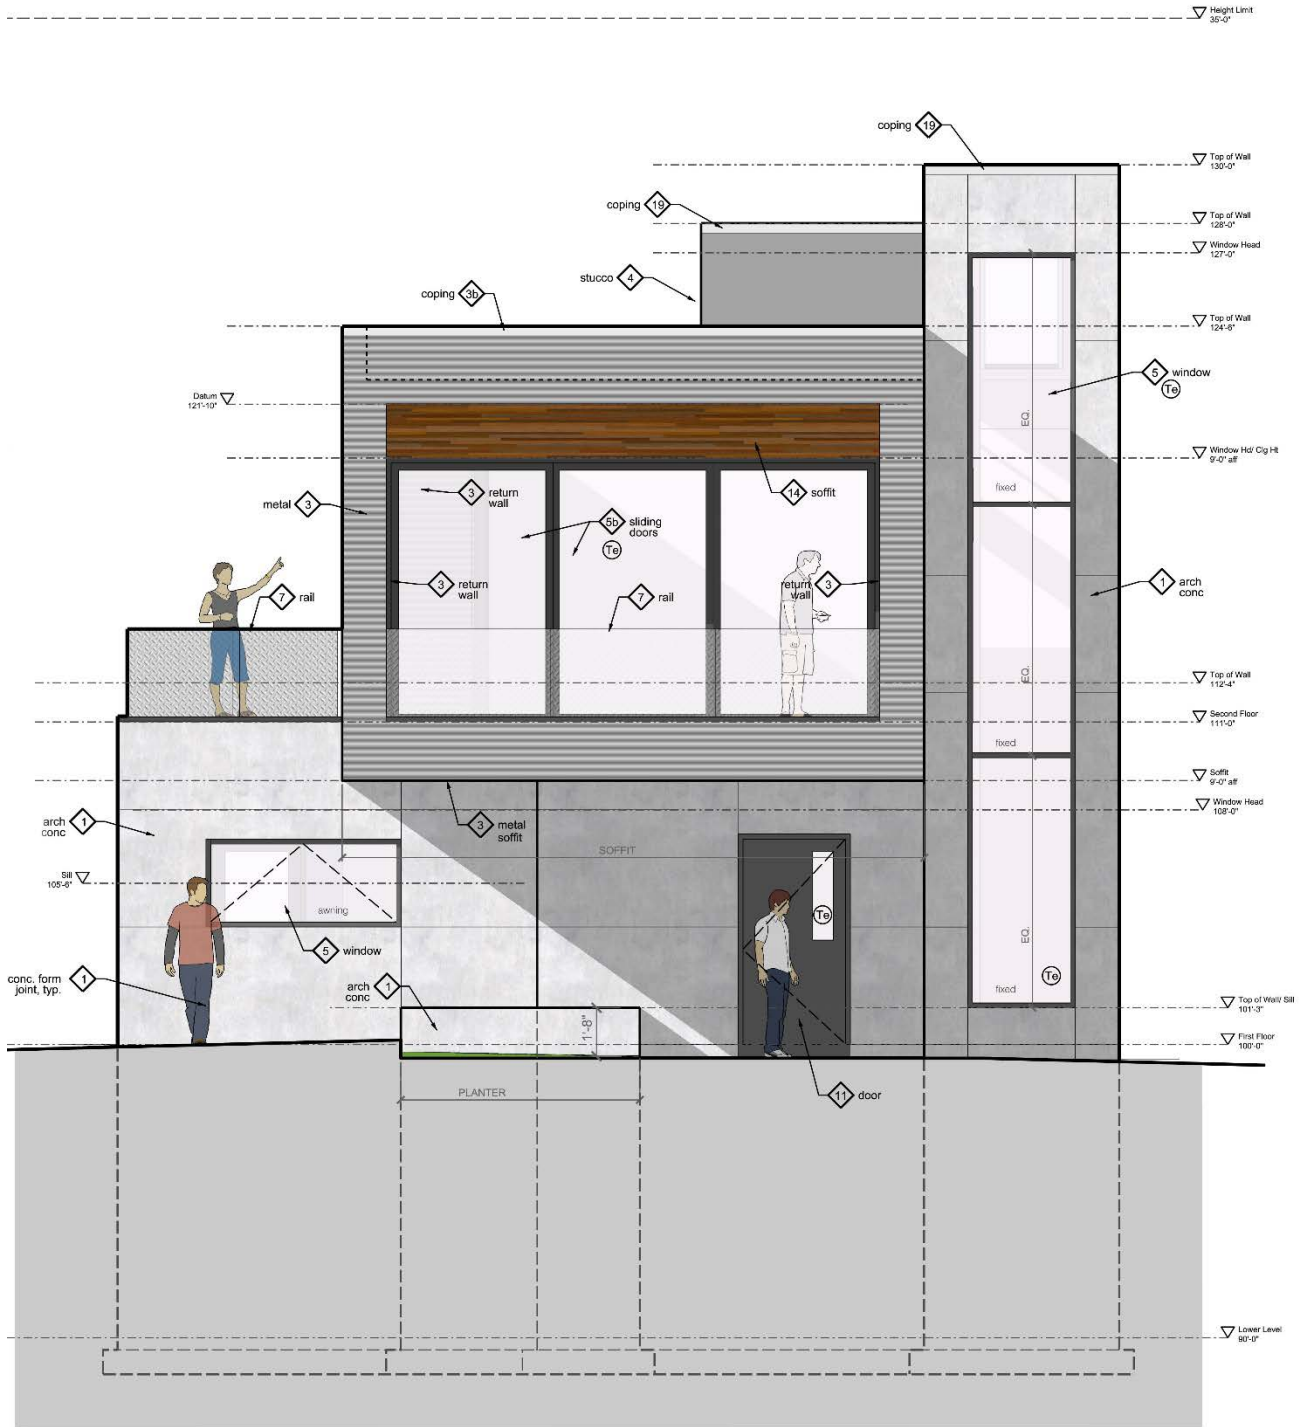 Height Limit
35'-0"
coping 19
Top of Wall
130'-0"
coping 19
Top of Wall
128'-0"
Window Head
127'-0"
stucco 4
coping 3b
Top of Wall
124'-6"
5 window
Te
Datum
121'-10"
EQ.
Window Hd/ Clg Ht
9'-0" aff
fixed
14 soffit
3 return
wall
metal 3
5b sliding
doors
Te
3 return
wall
return 3
wall
1 arch
conc
7 rail
7 rail
EQ.
Top of Wall
112'-4"
Second Floor
111'-0"
fixed
Soffit
9'-0" aff
Window Head
108'-0"
arch 1
conc
3 metal
soffit
SOFFIT
Sill
105'-6"
awning
Te
EQ.
5 window
conc. form 1
joint, typ.
arch 1
conc
Te
fixed
Top of Wall/ Sill
101'-3"
1'-8"
First Floor
100'-0"
PLANTER
11 door
Lower Level
90'-0"